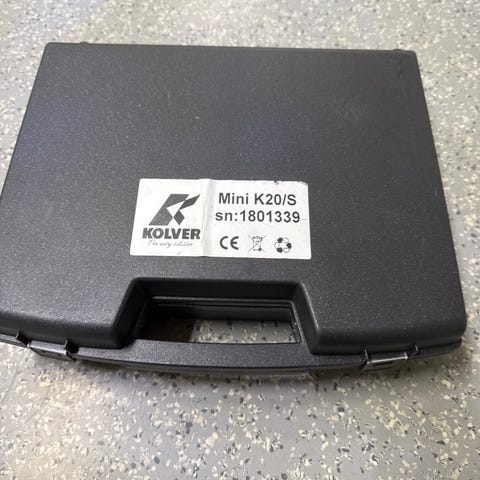 Mini K20/S
sn:1801339
KOLVER
The easy solution
CE